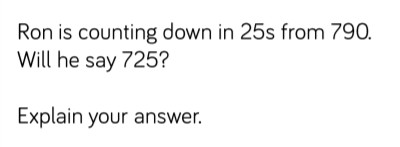 Ron is counting down in 25s from 790.
Will he say 725?
Explain your answer.